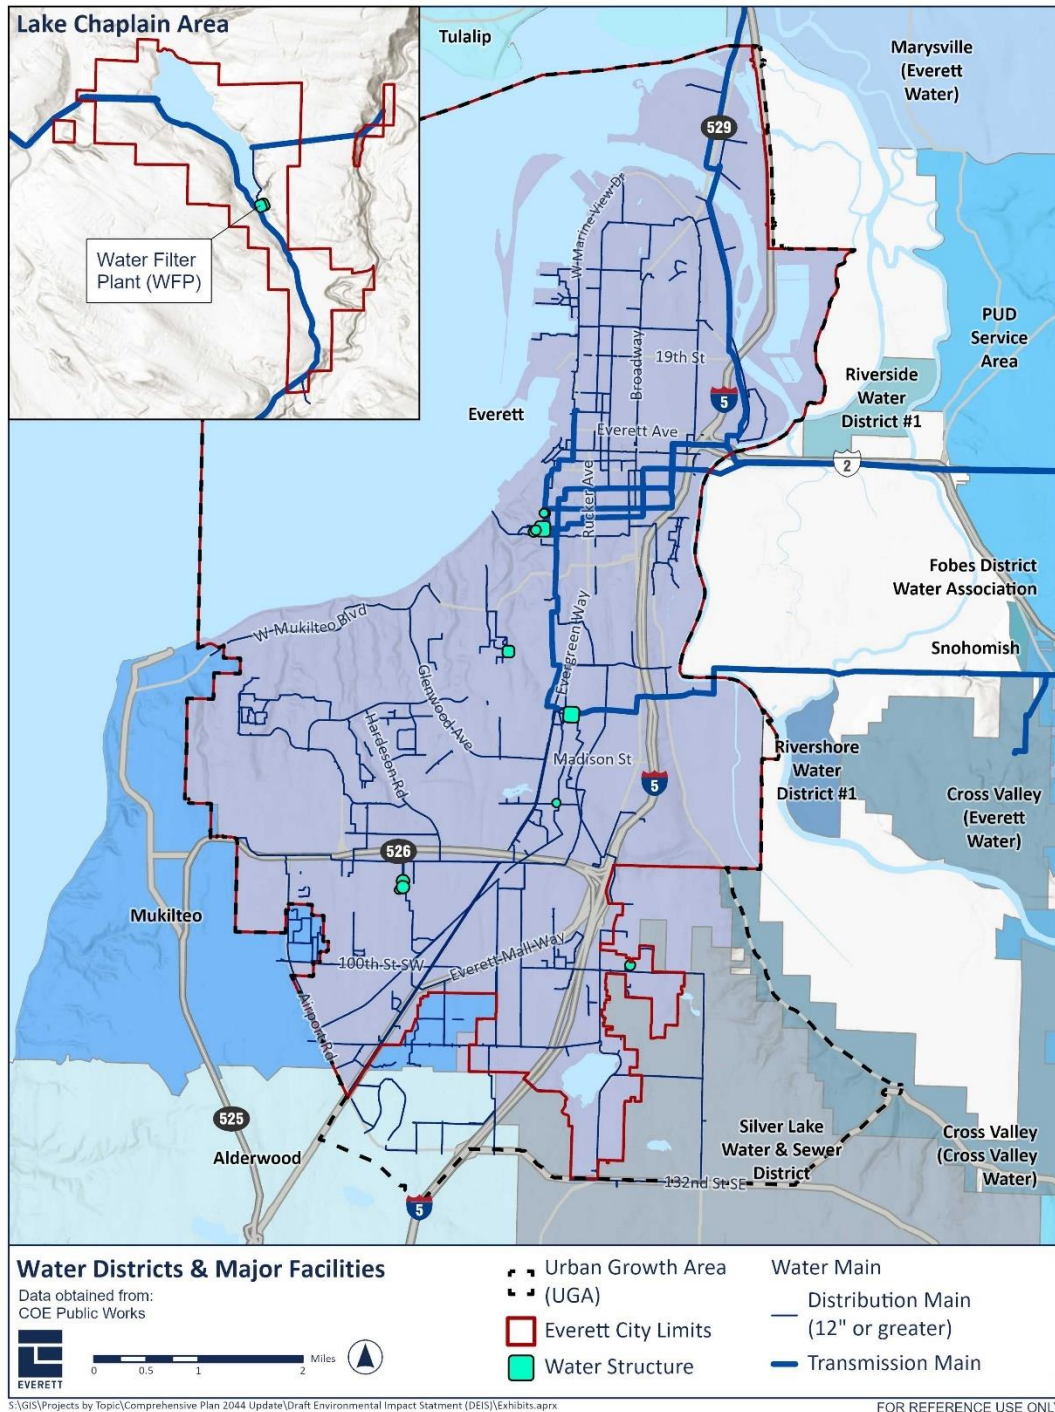 Lake Chaplain Area
Water Filter
Plant (WFP)
Tulalip
Marysville
(Everett
Water)
529
W Marine View Dr
Broadway
19th St
PUD
Service
Area
Riverside
Water
District #1
5
Everett
Everett Ave
2
Rucker Ave
Fobes District
Water Association
Snohomish
W Mukilteo Blvd
Evergreen Way
Glenwood Ave
Hardeson Rd
Madison St
Rivershore
Water
District #1
5
Cross Valley
(Everett
Water)
526
Mukilteo
Everett Mall Way
100th St SW
Airport Rd
525
Alderwood
Silver Lake
Water & Sewer
District
Cross Valley
(Cross Valley
Water)
132nd St SE
5
Water Districts & Major Facilities
Data obtained from:
COE Public Works
EVERETT
Miles
0 0.5 1 2
Urban Growth Area
(UGA)
Everett City Limits
Water Structure
Water Main
Distribution Main
(12" or greater)
Transmission Main
S:\GIS\Projects by Topic\Comprehensive Plan 2044 Update\Draft Environmental Impact Statment (DEIS)\Exhibits.aprx
FOR REFERENCE USE ONLY